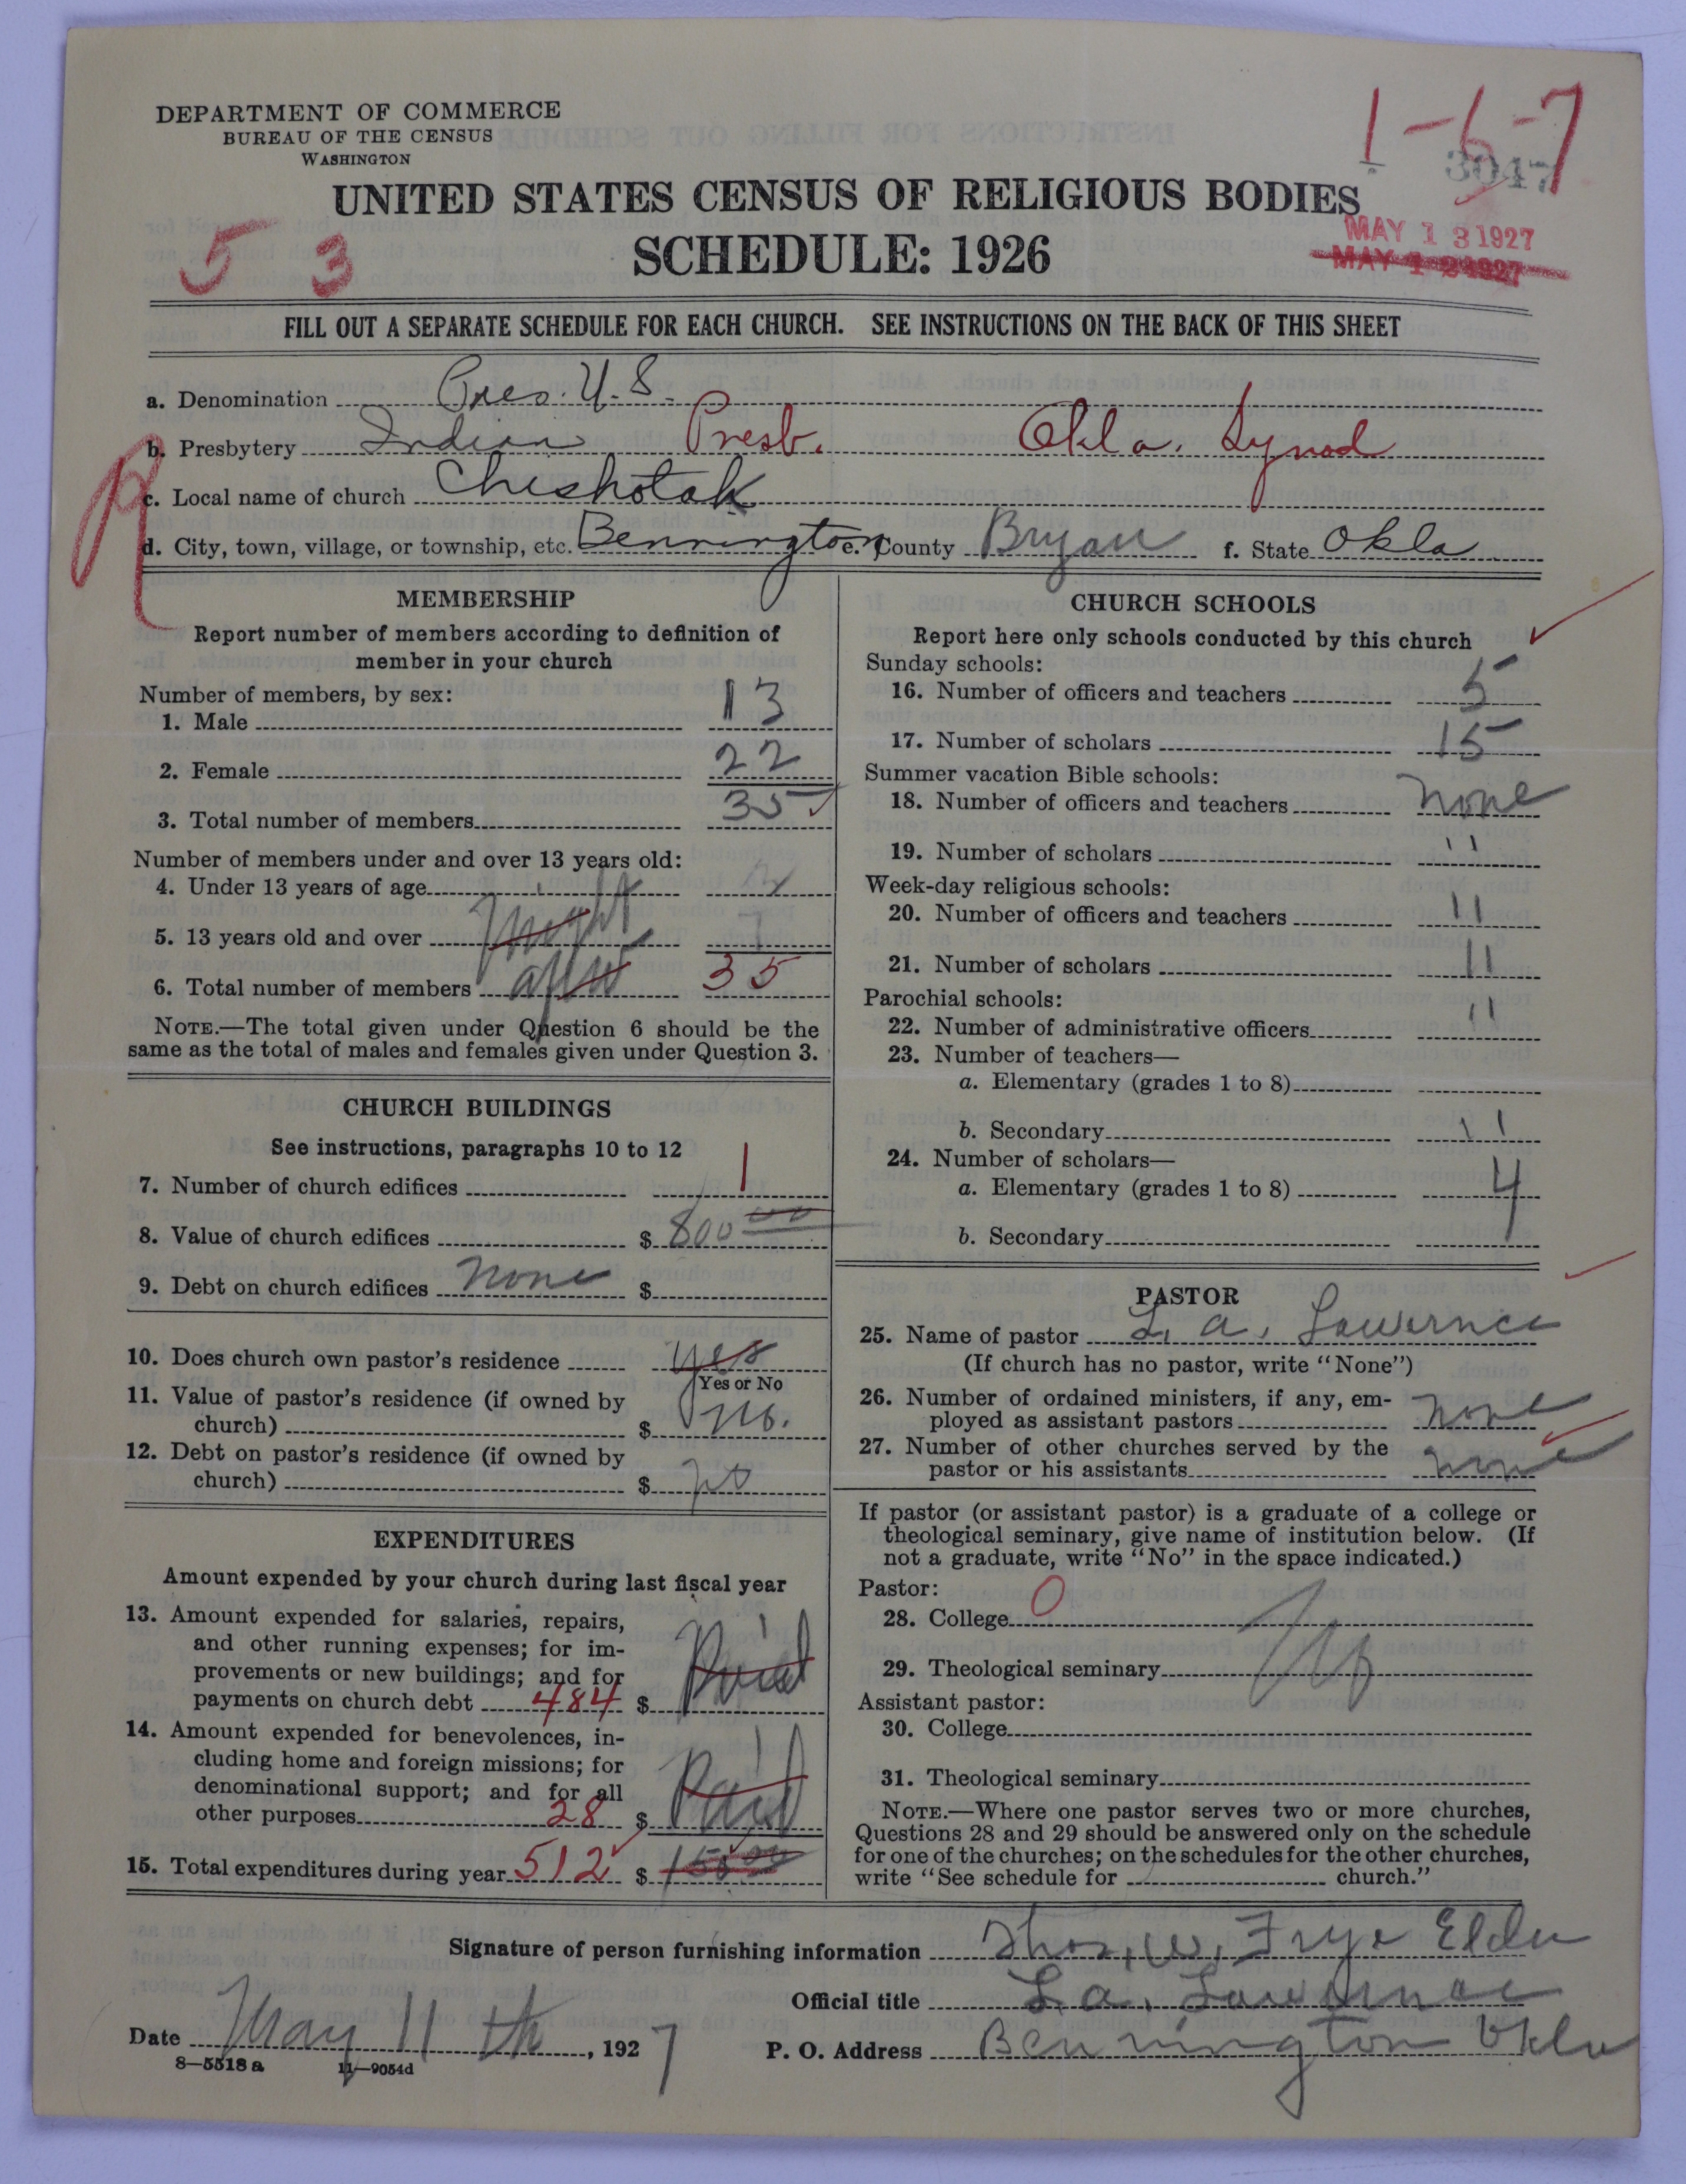 DEPARTMENT OF COMMERCE
BUREAU OF THE CENSUS
WASHINGTON
1-6-7
3047
UNITED STATES CENSUS OF RELIGIOUS BODIES
SCHEDULE: 1926
5 3
MAY 13 1927
MAY 12 1927
FILL OUT A SEPARATE SCHEDULE FOR EACH CHURCH. SEE INSTRUCTIONS ON THE BACK OF THIS SHEET
a. Denomination Pres. U.S.
b. Presbytery Indian Presb. Okla. Synod
c. Local name of church Chishotak
d. City, town, village, or township, etc. Bennington e. County Bryan f. State Okla
MEMBERSHIP
Report number of members according to definition of
member in your church
Number of members, by sex:
1. Male 13
2. Female 22
3. Total number of members 35
Number of members under and over 13 years old:
4. Under 13 years of age
5. 13 years old and over
6. Total number of members 35
NOTE.—The total given under Question 6 should be the
same as the total of males and females given under Question 3.
CHURCH BUILDINGS
See instructions, paragraphs 10 to 12
7. Number of church edifices 1
8. Value of church edifices $ 800 00
9. Debt on church edifices none $
10. Does church own pastor's residence yes
Yes or No
11. Value of pastor's residence (if owned by
church) $ no.
12. Debt on pastor's residence (if owned by
church) $ no
EXPENDITURES
Amount expended by your church during last fiscal year
13. Amount expended for salaries, repairs,
and other running expenses; for im-
provements or new buildings; and for
payments on church debt 484 $ Paid
14. Amount expended for benevolences, in-
cluding home and foreign missions; for
denominational support; and for all
other purposes 28 $ Paid
15. Total expenditures during year 512 $ 150.00
CHURCH SCHOOLS
Report here only schools conducted by this church
Sunday schools:
16. Number of officers and teachers 5
17. Number of scholars 15
Summer vacation Bible schools:
18. Number of officers and teachers none
19. Number of scholars "
Week-day religious schools:
20. Number of officers and teachers "
21. Number of scholars "
Parochial schools:
22. Number of administrative officers "
23. Number of teachers—
a. Elementary (grades 1 to 8)
b. Secondary "
24. Number of scholars—
a. Elementary (grades 1 to 8) 4
b. Secondary
PASTOR
25. Name of pastor L. A. Lawernce
(If church has no pastor, write "None")
26. Number of ordained ministers, if any, em-
ployed as assistant pastors none
27. Number of other churches served by the
pastor or his assistants none
If pastor (or assistant pastor) is a graduate of a college or
theological seminary, give name of institution below. (If
not a graduate, write "No" in the space indicated.)
Pastor:
28. College 0
29. Theological seminary No
Assistant pastor:
30. College
31. Theological seminary
NOTE.—Where one pastor serves two or more churches,
Questions 28 and 29 should be answered only on the schedule
for one of the churches; on the schedules for the other churches,
write "See schedule for church."
Signature of person furnishing information Thos. W. Frye Elder
Official title L. A. Lawernce
Date May 11 th, 1927
P. O. Address Bennington Okla
8—5518 a 11—9054d